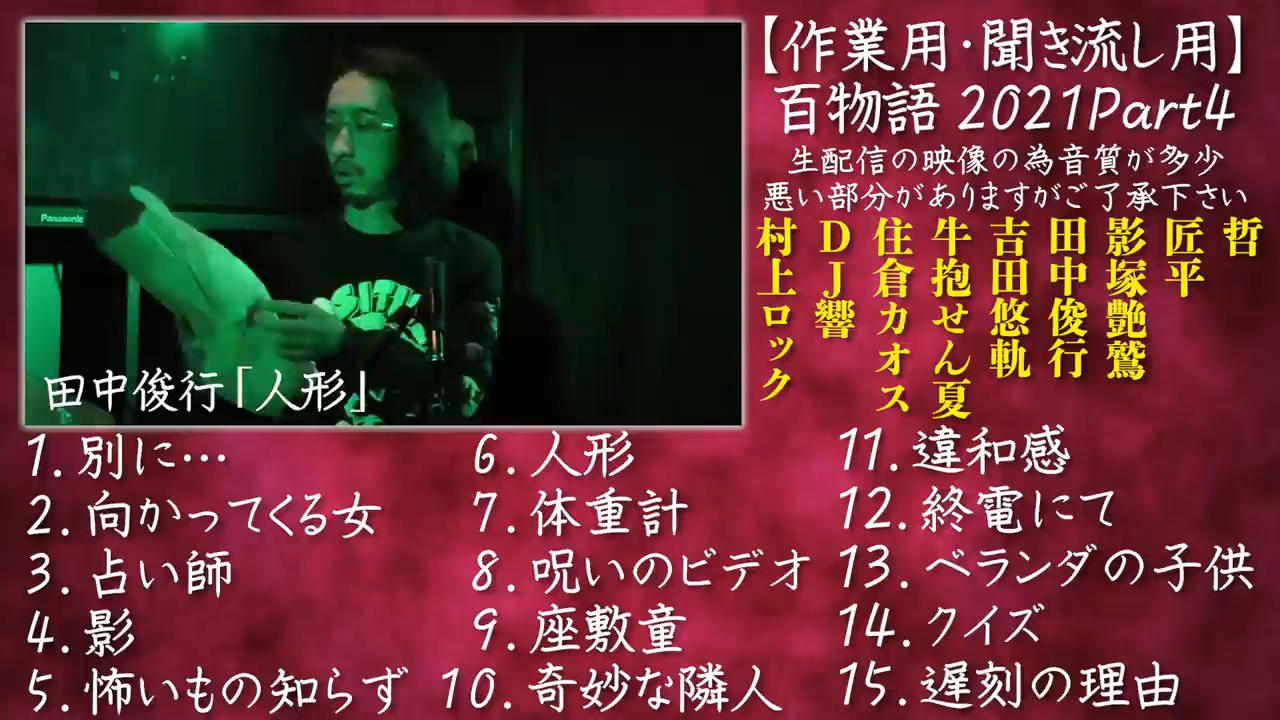 【作業用・聞き流し用】
百物語 2021Part4
生配信の映像の為音質が多少
悪い部分がありますがご了承下さい
哲
匠平
影塚艶鷲
田中俊行
吉田悠軌
牛抱せん夏
住倉カオス
DJ響
村上ロック
Panasonic
田中俊行「人形」
1.別に…
2.向かってくる女
3.占い師
4.影
5.怖いもの知らず
6.人形
7.体重計
8.呪いのビデオ
9.座敷童
10.奇妙な隣人
11.違和感
12.終電にて
13.ベランダの子供
14.クイズ
15.遅刻の理由